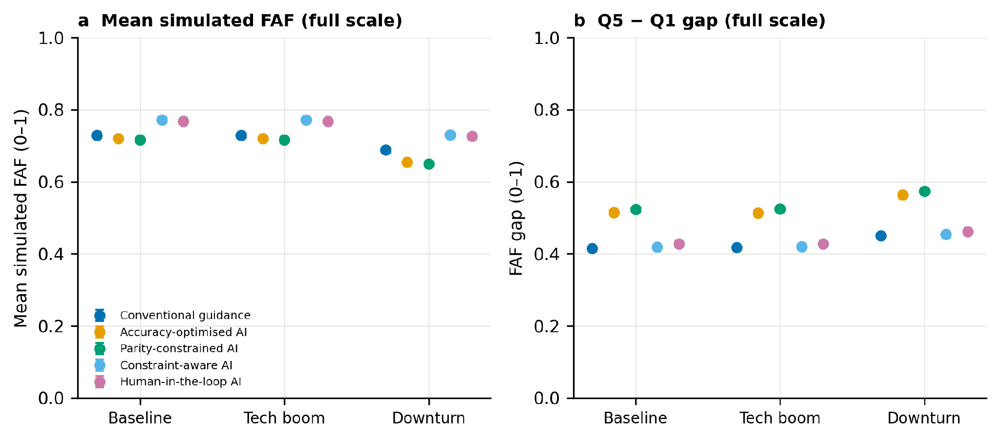 a  Mean simulated FAF (full scale)
Mean simulated FAF (0–1)
1.0
0.8
0.6
0.4
0.2
0.0
Conventional guidance
Accuracy-optimised AI
Parity-constrained AI
Constraint-aware AI
Human-in-the-loop AI
Baseline
Tech boom
Downturn
b  Q5 − Q1 gap (full scale)
FAF gap (0–1)
1.0
0.8
0.6
0.4
0.2
0.0
Baseline
Tech boom
Downturn